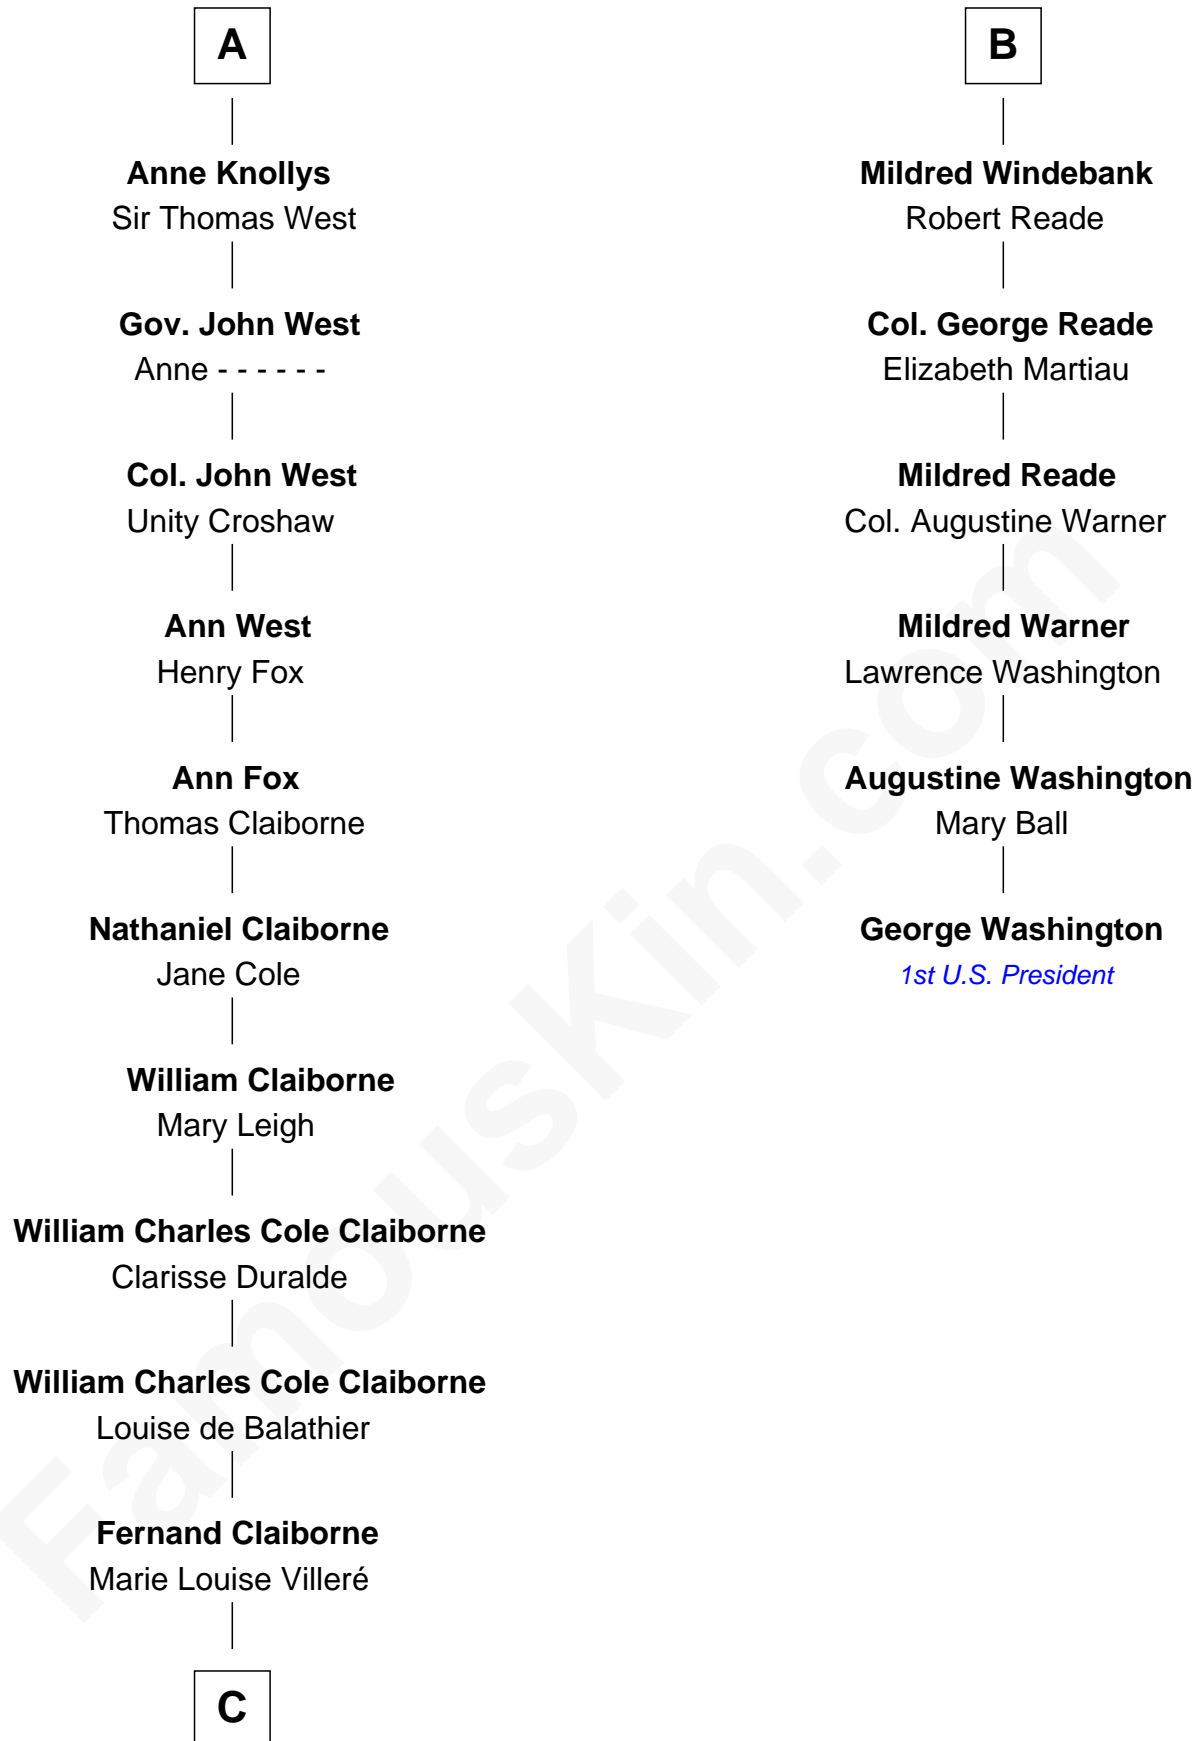 A
Anne Knollys
Sir Thomas West
Gov. John West
Anne - - - - - -
Col. John West
Unity Croshaw
Ann West
Henry Fox
Ann Fox
Thomas Claiborne
Nathaniel Claiborne
Jane Cole
William Claiborne
Mary Leigh
William Charles Cole Claiborne
Clarisse Duralde
William Charles Cole Claiborne
Louise de Balathier
Fernand Claiborne
Marie Louise Villeré
C
B
Mildred Windebank
Robert Reade
Col. George Reade
Elizabeth Martiau
Mildred Reade
Col. Augustine Warner
Mildred Warner
Lawrence Washington
Augustine Washington
Mary Ball
George Washington
1st U.S. President
FamousKin.com